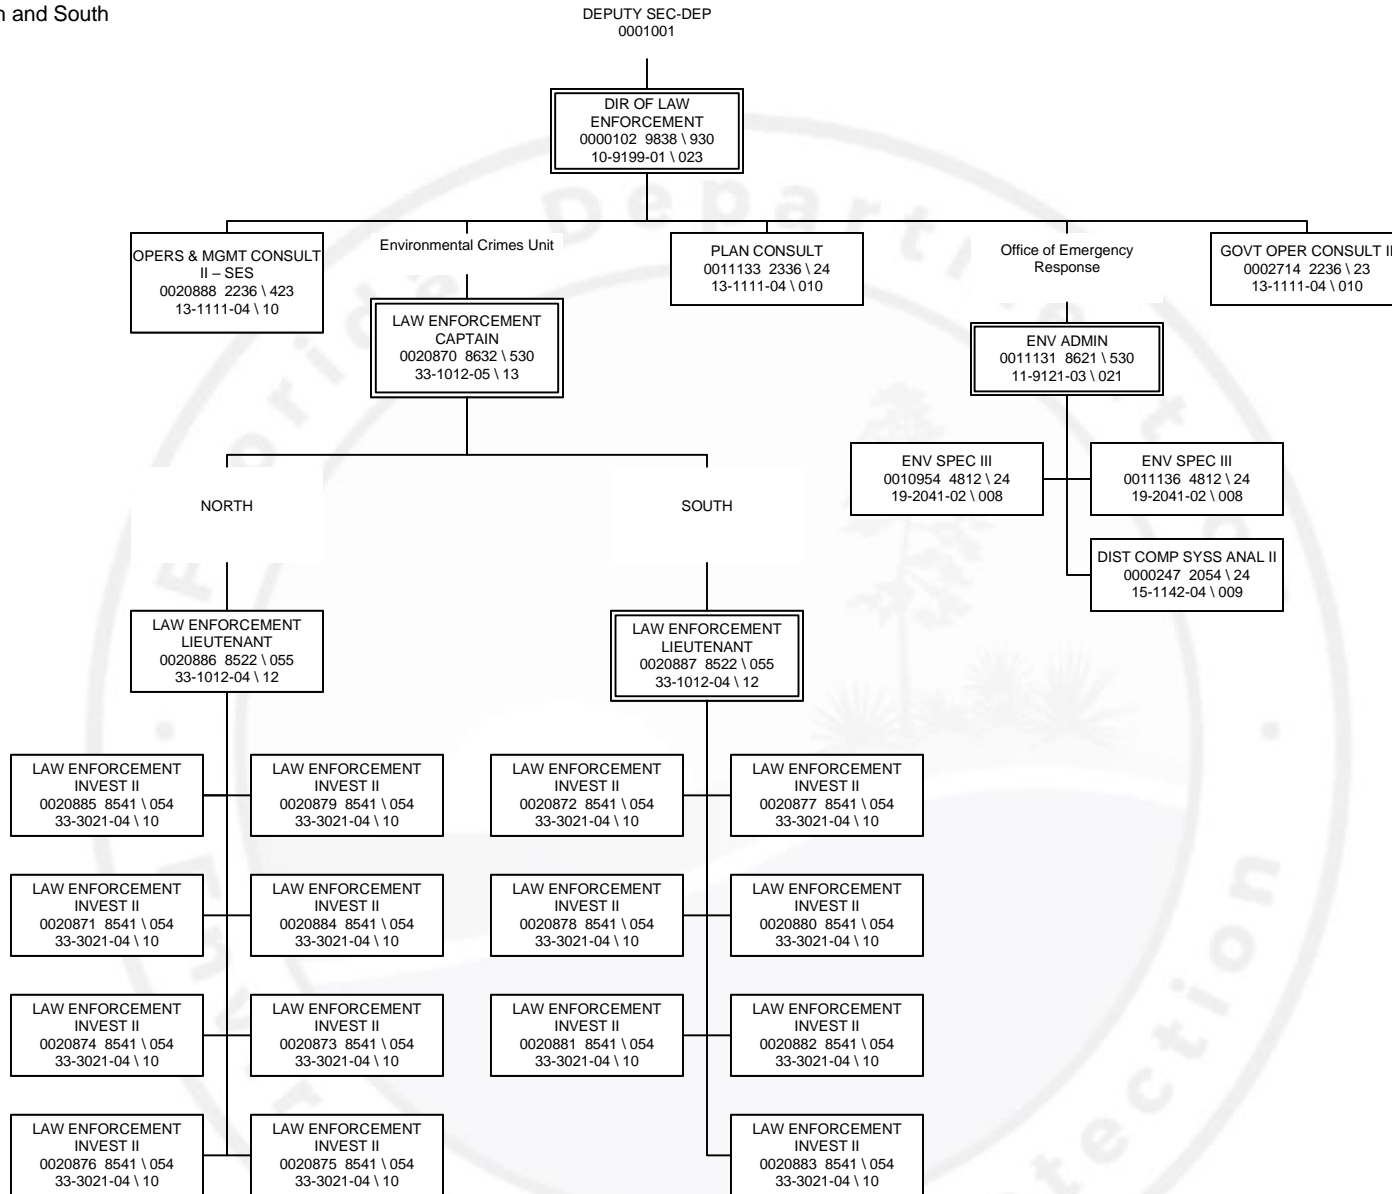 n and South
DEPUTY SEC-DEP
0001001
DIR OF LAW
ENFORCEMENT
0000102 9838 \ 930
10-9199-01 \ 023
OPERS & MGMT CONSULT
II – SES
0020888 2236 \ 423
13-1111-04 \ 10
Environmental Crimes Unit
PLAN CONSULT
0011133 2336 \ 24
13-1111-04 \ 010
Office of Emergency
Response
GOVT OPER CONSULT II
0002714 2236 \ 23
13-1111-04 \ 010
LAW ENFORCEMENT
CAPTAIN
0020870 8632 \ 530
33-1012-05 \ 13
ENV ADMIN
0011131 8621 \ 530
11-9121-03 \ 021
ENV SPEC III
0010954 4812 \ 24
19-2041-02 \ 008
ENV SPEC III
0011136 4812 \ 24
19-2041-02 \ 008
DIST COMP SYSS ANAL II
0000247 2054 \ 24
15-1142-04 \ 009
NORTH
SOUTH
LAW ENFORCEMENT
LIEUTENANT
0020886 8522 \ 055
33-1012-04 \ 12
LAW ENFORCEMENT
LIEUTENANT
0020887 8522 \ 055
33-1012-04 \ 12
LAW ENFORCEMENT
INVEST II
0020885 8541 \ 054
33-3021-04 \ 10
LAW ENFORCEMENT
INVEST II
0020879 8541 \ 054
33-3021-04 \ 10
LAW ENFORCEMENT
INVEST II
0020872 8541 \ 054
33-3021-04 \ 10
LAW ENFORCEMENT
INVEST II
0020877 8541 \ 054
33-3021-04 \ 10
LAW ENFORCEMENT
INVEST II
0020871 8541 \ 054
33-3021-04 \ 10
LAW ENFORCEMENT
INVEST II
0020884 8541 \ 054
33-3021-04 \ 10
LAW ENFORCEMENT
INVEST II
0020878 8541 \ 054
33-3021-04 \ 10
LAW ENFORCEMENT
INVEST II
0020880 8541 \ 054
33-3021-04 \ 10
LAW ENFORCEMENT
INVEST II
0020874 8541 \ 054
33-3021-04 \ 10
LAW ENFORCEMENT
INVEST II
0020873 8541 \ 054
33-3021-04 \ 10
LAW ENFORCEMENT
INVEST II
0020881 8541 \ 054
33-3021-04 \ 10
LAW ENFORCEMENT
INVEST II
0020882 8541 \ 054
33-3021-04 \ 10
LAW ENFORCEMENT
INVEST II
0020876 8541 \ 054
33-3021-04 \ 10
LAW ENFORCEMENT
INVEST II
0020875 8541 \ 054
33-3021-04 \ 10
LAW ENFORCEMENT
INVEST II
0020883 8541 \ 054
33-3021-04 \ 10